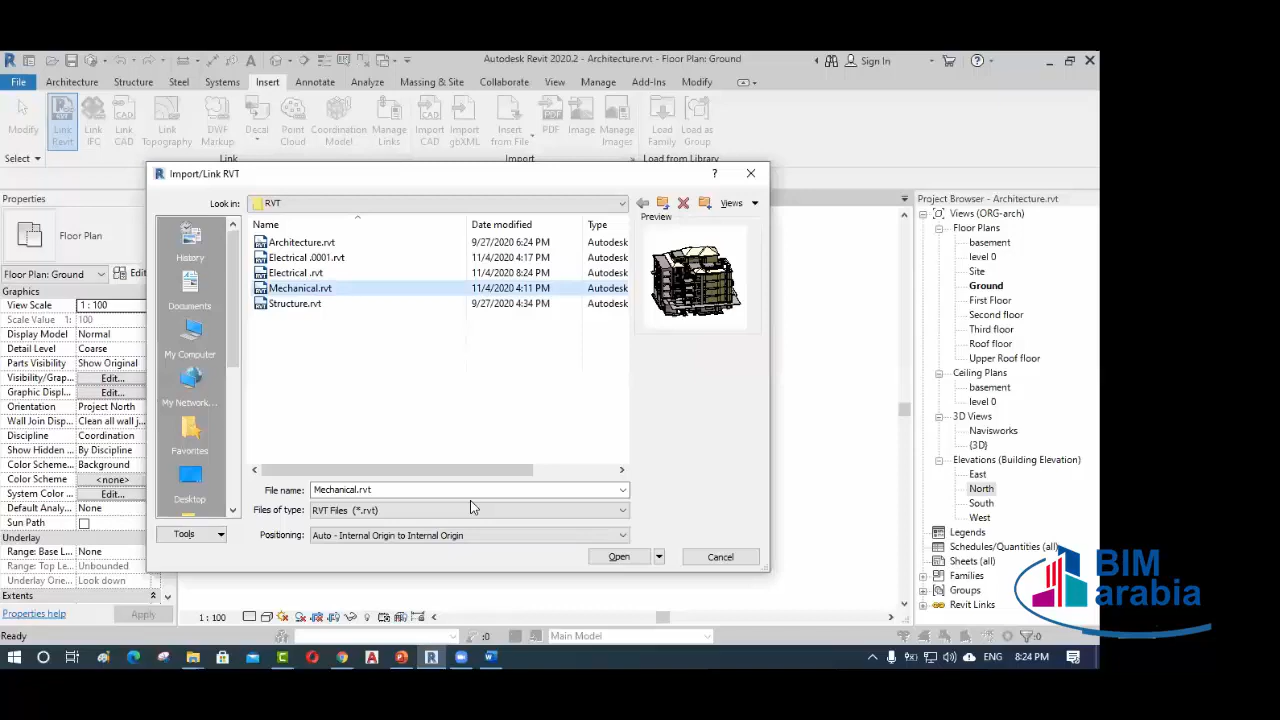 Autodesk Revit 2020.2 - Architecture.rvt - Floor Plan: Ground
Sign In
File Architecture Structure Steel Systems Insert Annotate Analyze Massing & Site Collaborate View Manage Add-Ins Modify
Modify
Link Revit
Link IFC
Link CAD
Link Topography
DWF Markup
Decal
Point Cloud
Coordination Model
Manage Links
Import CAD
Import gbXML
Insert from File
PDF
Image
Manage Images
Load Family
Load as Group
Select Link Import Load from Library
Import/Link RVT
Look in: RVT
Views
Name Date modified Type
Architecture.rvt 9/27/2020 6:24 PM Autodesk
Electrical .0001.rvt 11/4/2020 4:17 PM Autodesk
Electrical .rvt 11/4/2020 8:24 PM Autodesk
Mechanical.rvt 11/4/2020 4:11 PM Autodesk
Structure.rvt 9/27/2020 4:34 PM Autodesk
Preview
History
Documents
My Computer
My Network...
Favorites
Desktop
File name: Mechanical.rvt
Files of type: RVT Files (*.rvt)
Tools
Positioning: Auto - Internal Origin to Internal Origin
Open
Cancel
Properties
Floor Plan
Floor Plan: Ground Edit
Graphics
View Scale 1 : 100
Scale Value 1: 100
Display Model Normal
Detail Level Coarse
Parts Visibility Show Original
Visibility/Grap... Edit...
Graphic Displ... Edit...
Orientation Project North
Wall Join Disp... Clean all wall j...
Discipline Coordination
Show Hidden ... By Discipline
Color Scheme... Background
Color Scheme <none>
System Color ... Edit...
Default Analy... None
Sun Path
Underlay
Range: Base L... None
Range: Top Le... Unbounded
Underlay Orie... Look down
Extents
Properties help
Apply
Project Browser - Architecture.rvt
Views (ORG-arch)
Floor Plans
basement
level 0
Site
Ground
First Floor
Second floor
Third floor
Roof floor
Upper Roof floor
Ceiling Plans
basement
level 0
3D Views
Navisworks
{3D}
Elevations (Building Elevation)
East
North
South
West
Legends
Schedules/Quantities (all)
Sheets (all)
Families
Groups
Revit Links
BIM
arabia
1 : 100
Ready
:0
Main Model
:0
ENG
8:24 PM